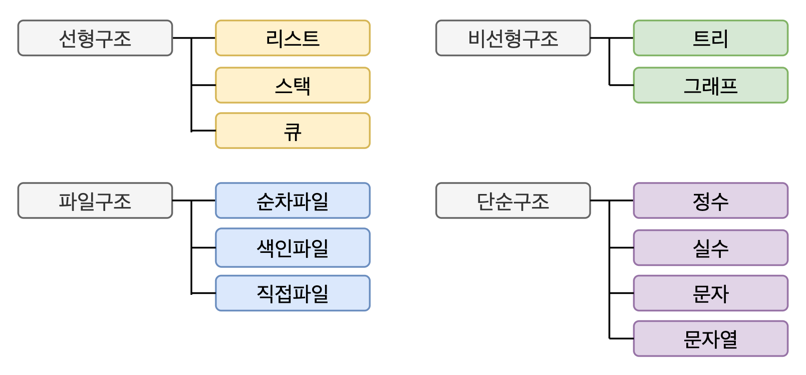 선형구조
리스트
스택
큐
비선형구조
트리
그래프
파일구조
순차파일
색인파일
직접파일
단순구조
정수
실수
문자
문자열